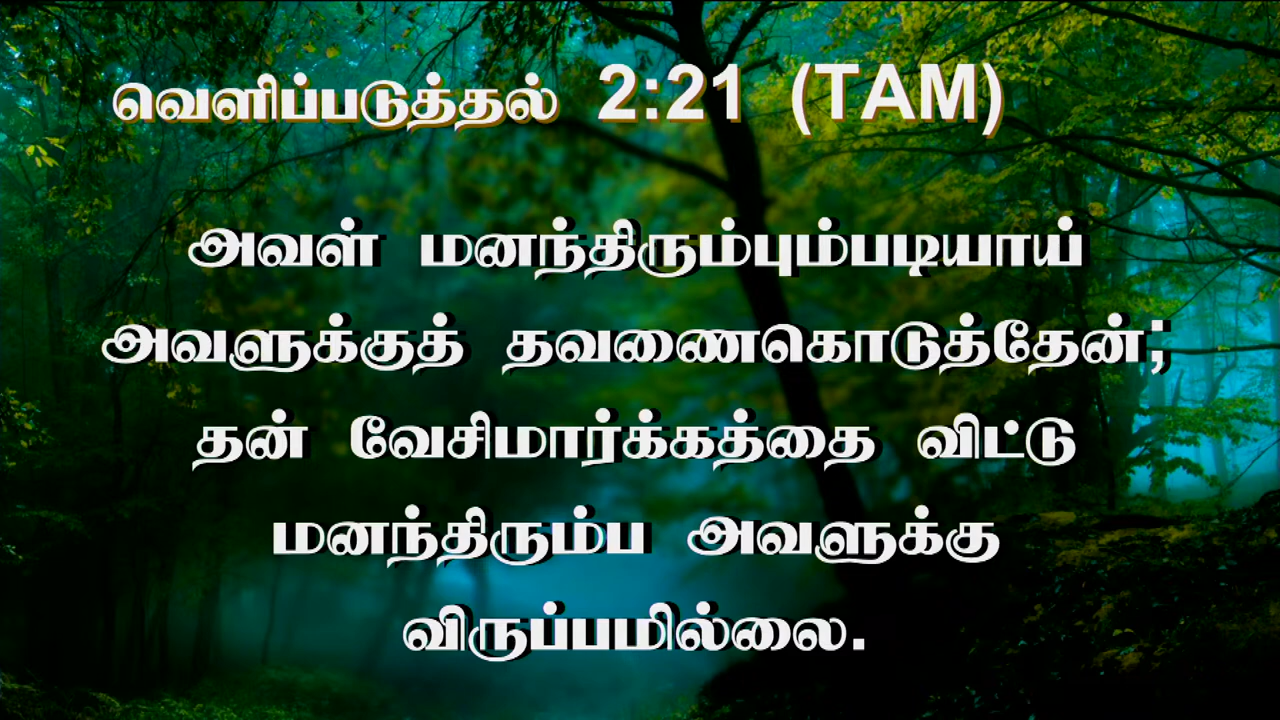 வெளிப்படுத்தல் 2:21 (TAM)
அவள் மனந்திரும்பும்படியாய்
அவளுக்குத் தவணைகொடுத்தேன்;
தன் வேசிமார்க்கத்தை விட்டு
மனந்திரும்ப அவளுக்கு
விருப்பமில்லை.